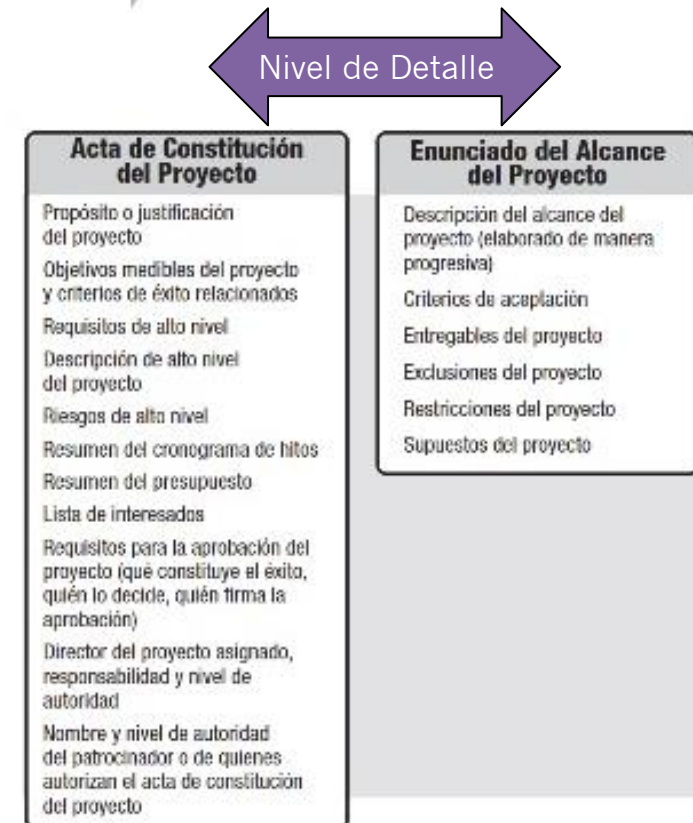 Nivel de Detalle
Acta de Constitución
del Proyecto
Propósito o justificación
del proyecto
Objetivos medibles del proyecto
y criterios de éxito relacionados
Requisitos de alto nivel
Descripción de alto nivel
del proyecto
Riesgos de alto nivel
Resumen del cronograma de hitos
Resumen del presupuesto
Lista de interesados
Requisitos para la aprobación del
proyecto (qué constituye el éxito,
quién lo decide, quién firma la
aprobación)
Director del proyecto asignado,
responsabilidad y nivel de
autoridad
Nombre y nivel de autoridad
del patrocinador o de quienes
autorizan el acta de constitución
del proyecto
Enunciado del Alcance
del Proyecto
Descripción del alcance del
proyecto (elaborado de manera
progresiva)
Criterios de aceptación
Entregables del proyecto
Exclusiones del proyecto
Restricciones del proyecto
Supuestos del proyecto